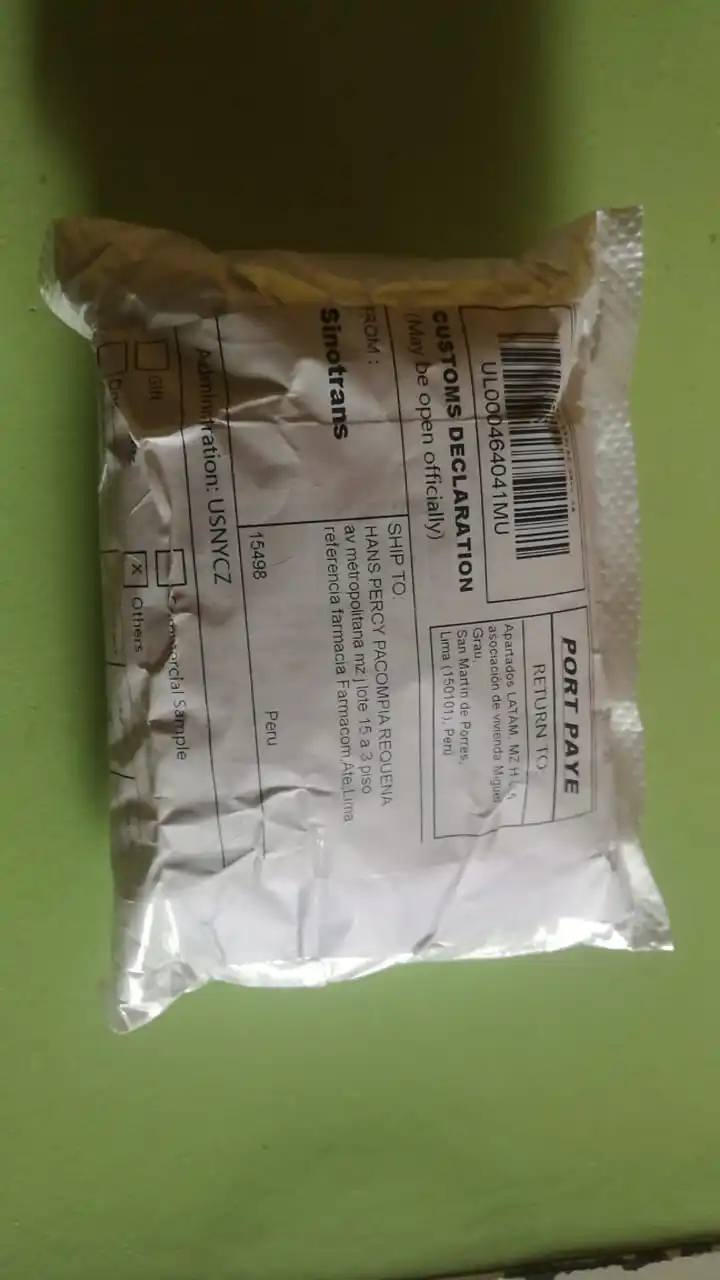 PORT PAYE
RETURN TO
Apartados LATAM, MZ H
asociación de vivienda Miguel
Grau,
San Martin de Porres,
Lima (150101), Perú
UL000464041MU
CUSTOMS DECLARATION
(May be open officially)
FROM :
Sinotrans
SHIP TO:
HANS PERCY PACOMPIA REQUENA
av metropolitana mz j lote 15 a 3 piso
referencia farmacia Farmacom,Ate,Lima
15498
Peru
USNYCZ
Gift
Sample
X
Others